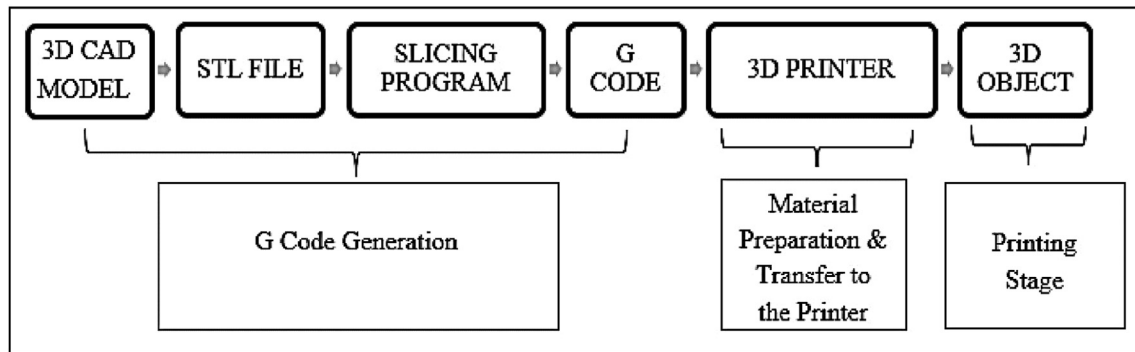 3D CAD
MODEL
STL FILE
SLICING
PROGRAM
G
CODE
3D PRINTER
3D
OBJECT
G Code Generation
Material
Preparation &
Transfer to
the Printer
Printing
Stage